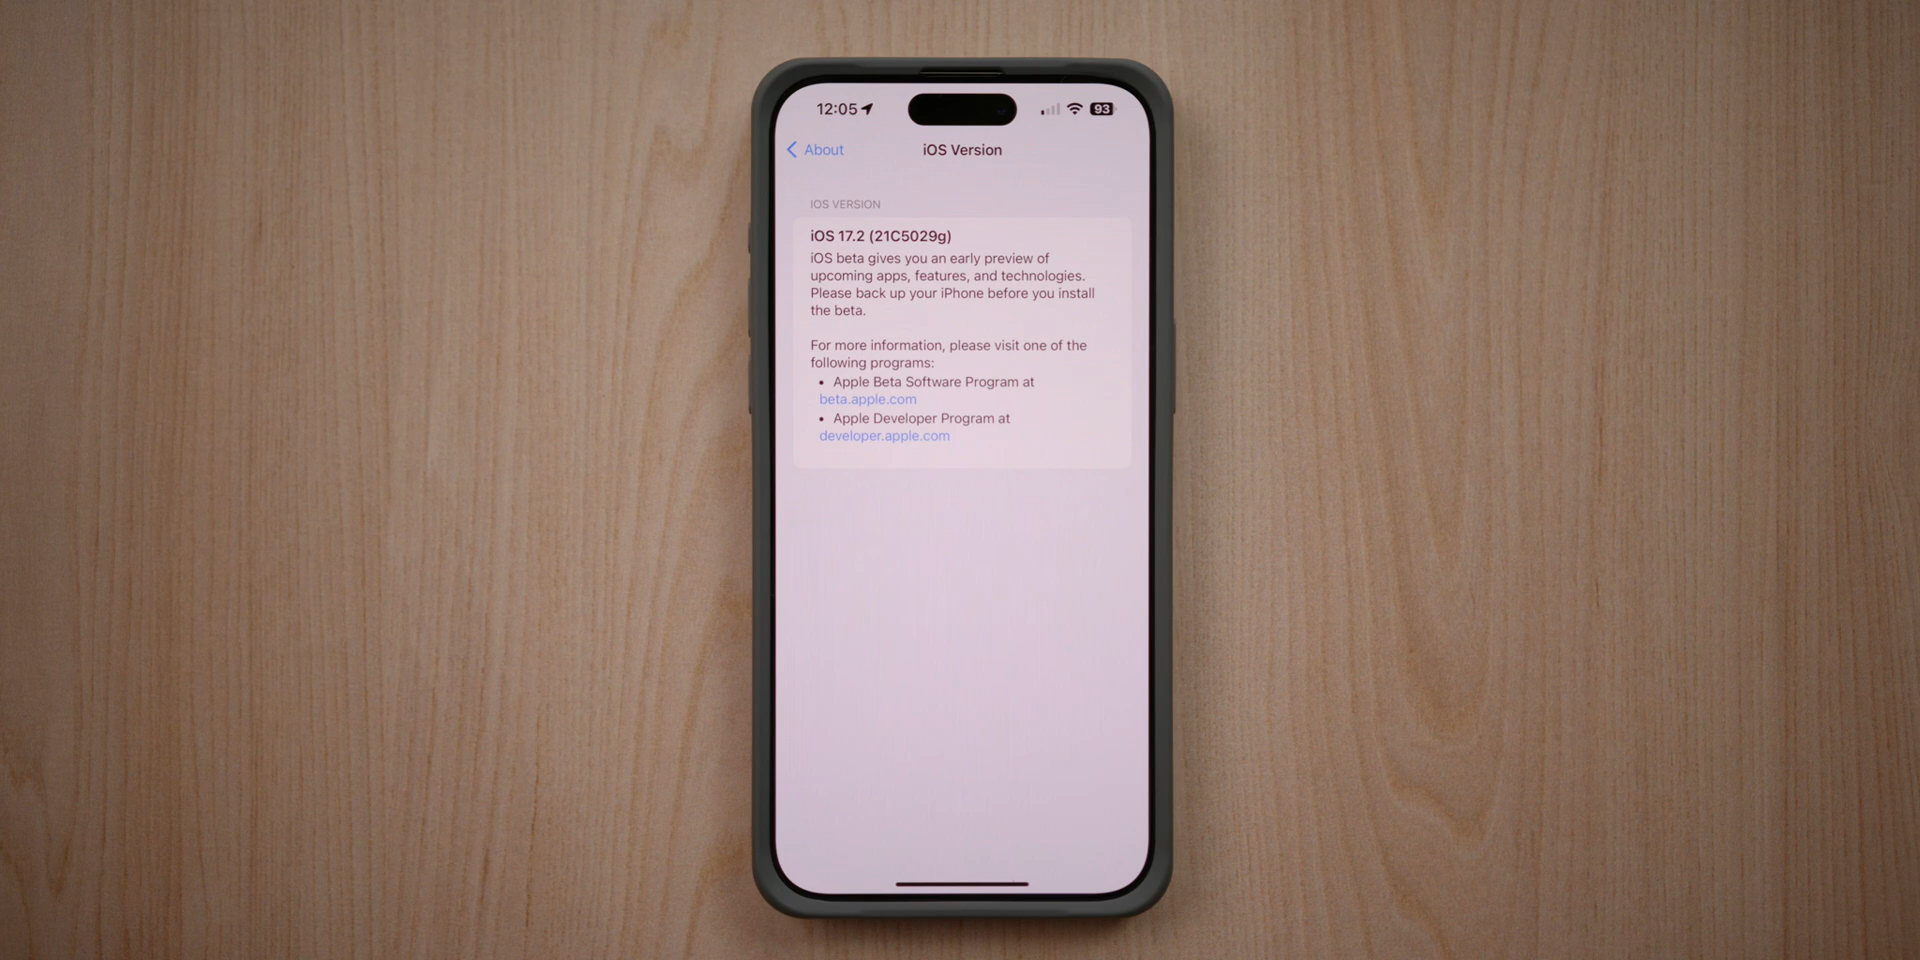 12:05
93
About
iOS Version
IOS VERSION
iOS 17.2 (21C5029g)
iOS beta gives you an early preview of
upcoming apps, features, and technologies.
Please back up your iPhone before you install
the beta.
For more information, please visit one of the
following programs:
• Apple Beta Software Program at
beta.apple.com
• Apple Developer Program at
developer.apple.com